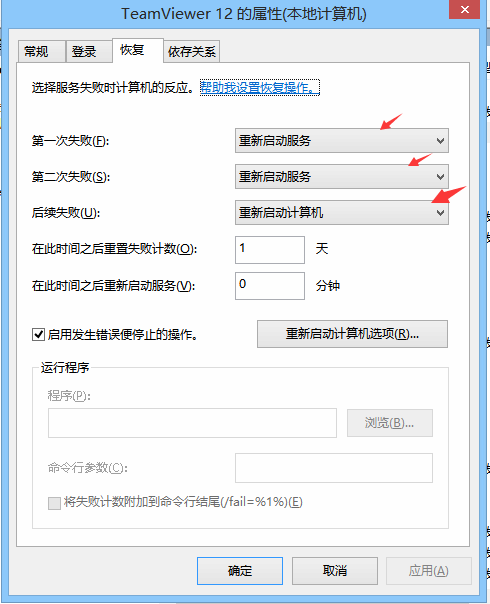 TeamViewer 12 的属性(本地计算机)
常规 登录 恢复 依存关系
选择服务失败时计算机的反应。帮助我设置恢复操作。
第一次失败(F): 重新启动服务
第二次失败(S): 重新启动服务
后续失败(U): 重新启动计算机
在此时间之后重置失败计数(O): 1 天
在此时间之后重新启动服务(V): 0 分钟
启用发生错误便停止的操作。 重新启动计算机选项(R)...
运行程序
程序(P):
浏览(B)...
命令行参数(C):
将失败计数附加到命令行结尾(/fail=%1%)(E)
确定 取消 应用(A)